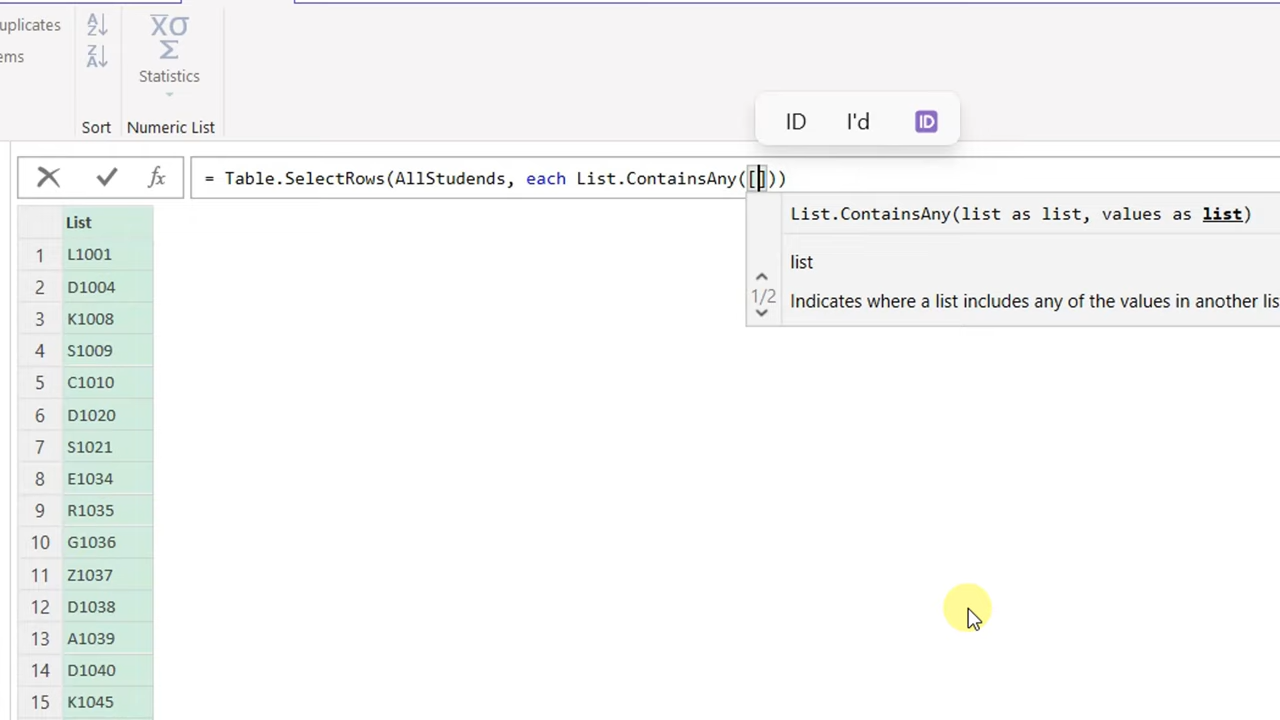 uplicates
ems
A
Z
Z
A
X̅σ
Σ
Statistics
Sort
Numeric List
ID I'd ID
fx
= Table.SelectRows(AllStudends, each List.ContainsAny([]))
List.ContainsAny(list as list, values as list)
list
1/2
Indicates where a list includes any of the values in another lis
List
1 L1001
2 D1004
3 K1008
4 S1009
5 C1010
6 D1020
7 S1021
8 E1034
9 R1035
10 G1036
11 Z1037
12 D1038
13 A1039
14 D1040
15 K1045